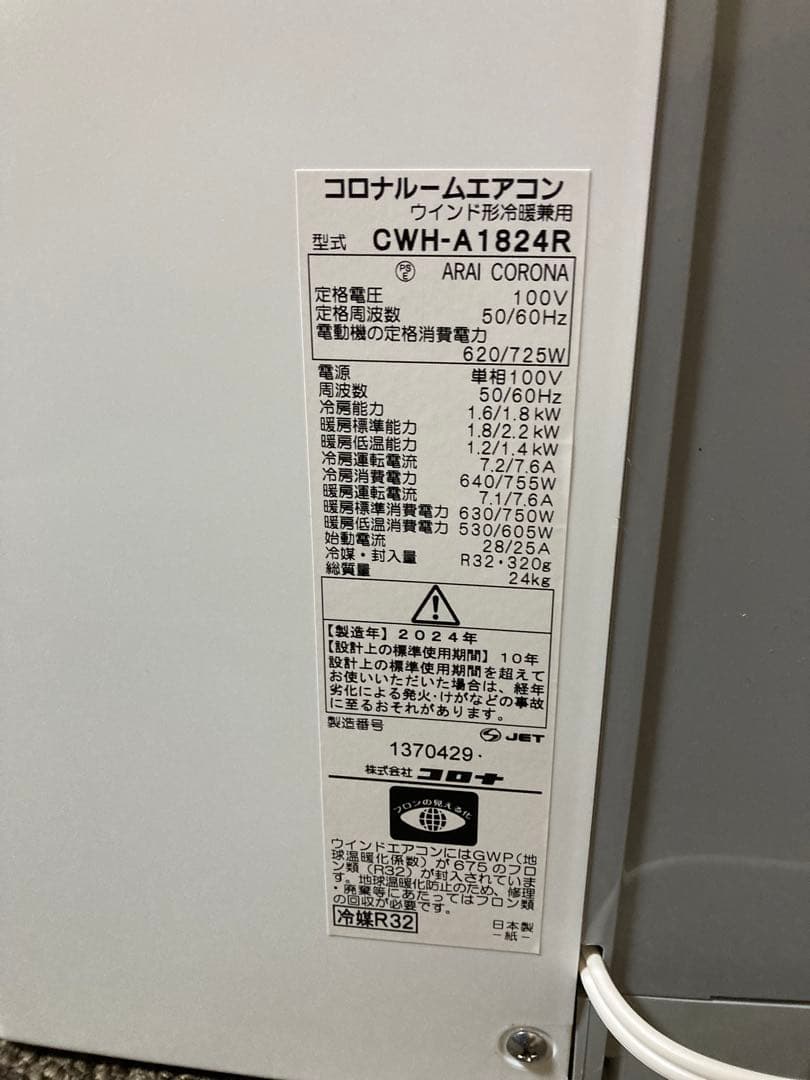 コロナルームエアコン
ウインド形冷暖兼用
型式 CWH-A1824R
PSE ARAI CORONA
定格電圧 100V
定格周波数 50/60Hz
電動機の定格消費電力
620/725W
電源 単相100V
周波数 50/60Hz
冷房能力 1.6/1.8kW
暖房標準能力 1.8/2.2kW
暖房低温能力 1.2/1.4kW
冷房運転電流 7.2/7.6A
冷房消費電力 640/755W
暖房運転電流 7.1/7.6A
暖房標準消費電力 630/750W
暖房低温消費電力 530/605W
始動電流 28/25A
冷媒・封入量 R32・320g
総質量 24kg
【製造年】2024年
【設計上の標準使用期間】10年
設計上の標準使用期間を超えて
お使いいただいた場合は、経年
劣化による発火・けがなどの事故
に至るおそれがあります。
製造番号 JET
1370429・
株式会社 コロナ
フロンの見える化
ウインドエアコンにはGWP(地
球温暖化係数)が675のフロ
ン類(R32)が封入されていま
す。地球温暖化防止のため、修理
・廃棄等にあたってはフロン類
の回収が必要です。
冷媒R32 日本製
-紙-